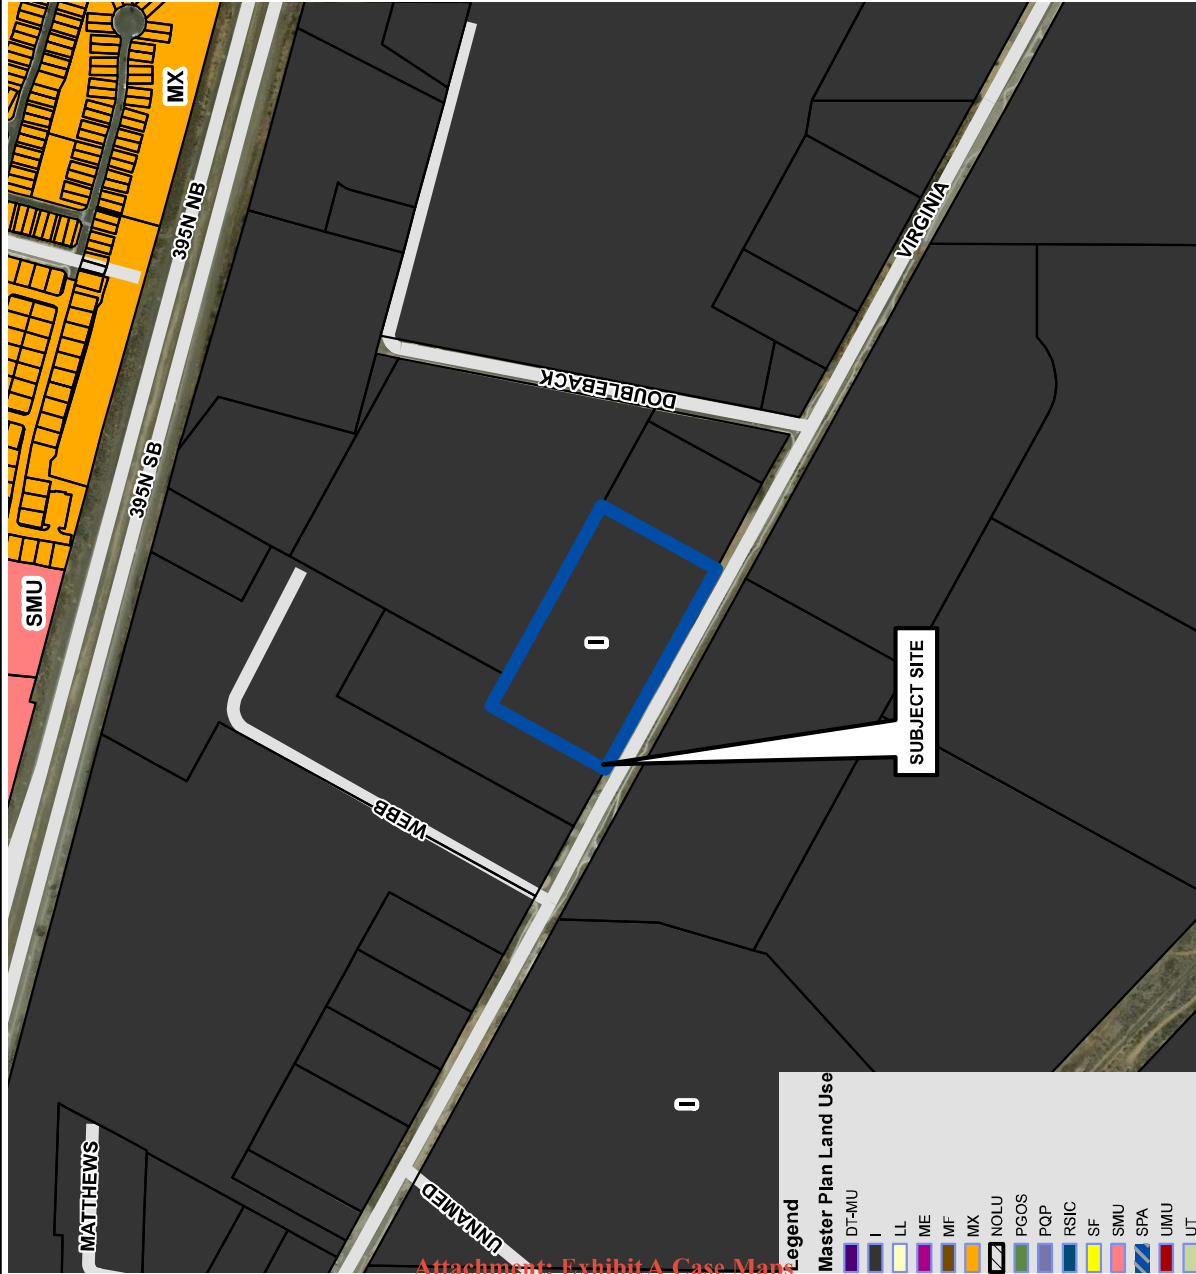 MX
395N NB
VIRGINIA
DOUBLEBACK
395N SB
SMU
I
SUBJECT SITE
WEBB
I
MATTHEWS
UNNAMED
Legend
Master Plan Land Use
DT-MU
I
LL
ME
MF
MX
NOLU
PGOS
PQP
RSIC
SF
SMU
SPA
UMU
UT
Attachment: Exhibit A Case Maps